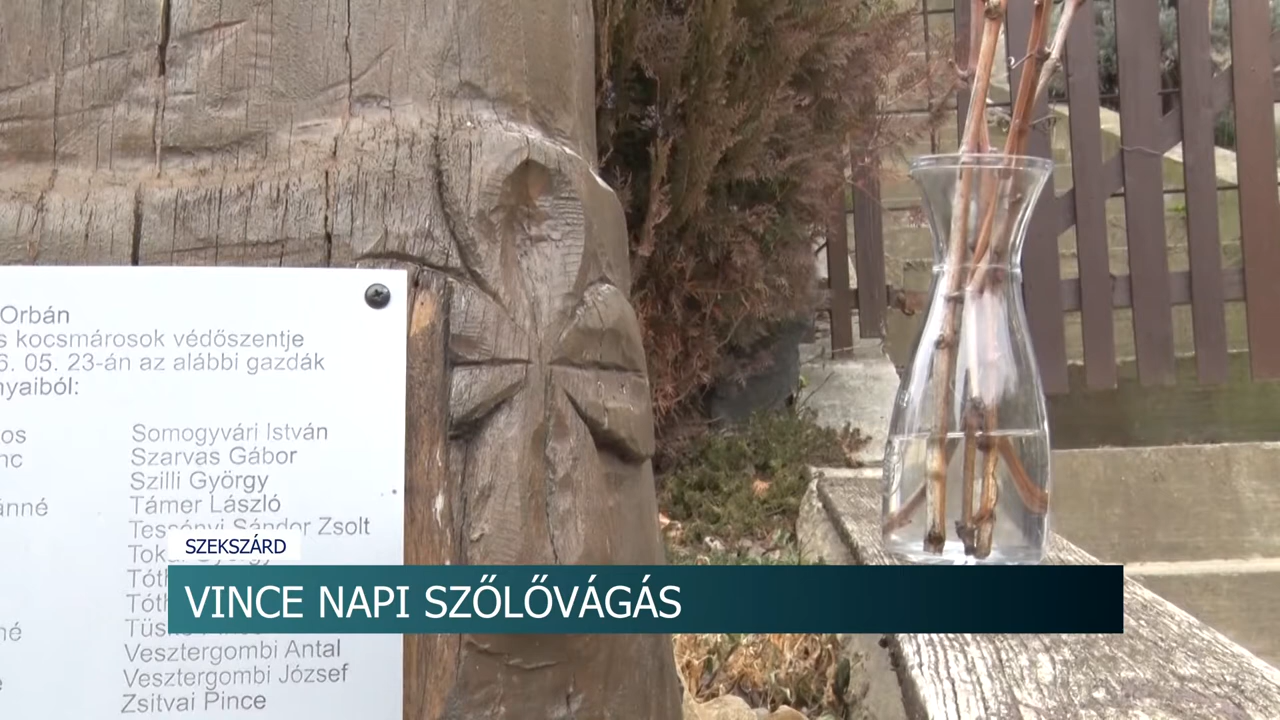 Orbán
s kocsmárosok védőszentje
6. 05. 23-án az alábbi gazdák
nyaiból:
os
nc
ánné
né
e
Somogyvári István
Szarvas Gábor
Szilli György
Támer László
Tessényi Sándor Zsolt
Vesztergombi Antal
Vesztergombi József
Zsitvai Pince
SZEKSZÁRD
VINCE NAPI SZŐLŐVÁGÁS